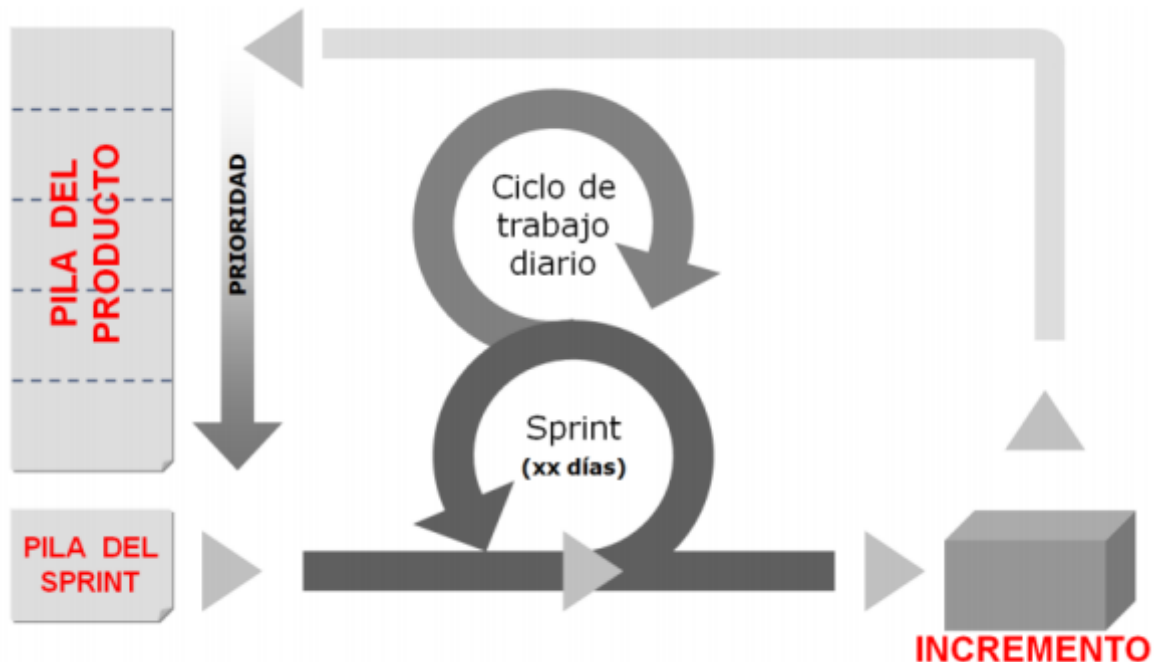 PILA DEL
PRODUCTO
PRIORIDAD
Ciclo de
trabajo
diario
Sprint
(xx días)
PILA DEL
SPRINT
INCREMENTO